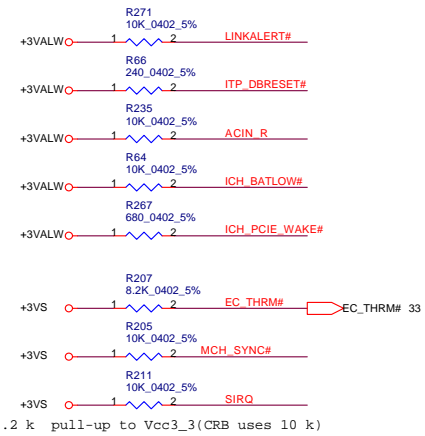 R271
10K_0402_5%
+3VALW 1 2 LINKALERT#
R66
240_0402_5%
+3VALW 1 2 ITP_DBRESET#
R235
10K_0402_5%
+3VALW 1 2 ACIN_R
R64
10K_0402_5%
+3VALW 1 2 ICH_BATLOW#
R267
680_0402_5%
+3VALW 1 2 ICH_PCIE_WAKE#
R207
8.2K_0402_5%
+3VS 1 2 EC_THRM# EC_THRM# 33
R205
10K_0402_5%
+3VS 1 2 MCH_SYNC#
R211
10K_0402_5%
+3VS 1 2 SIRQ
.2 k pull-up to Vcc3_3(CRB uses 10 k)